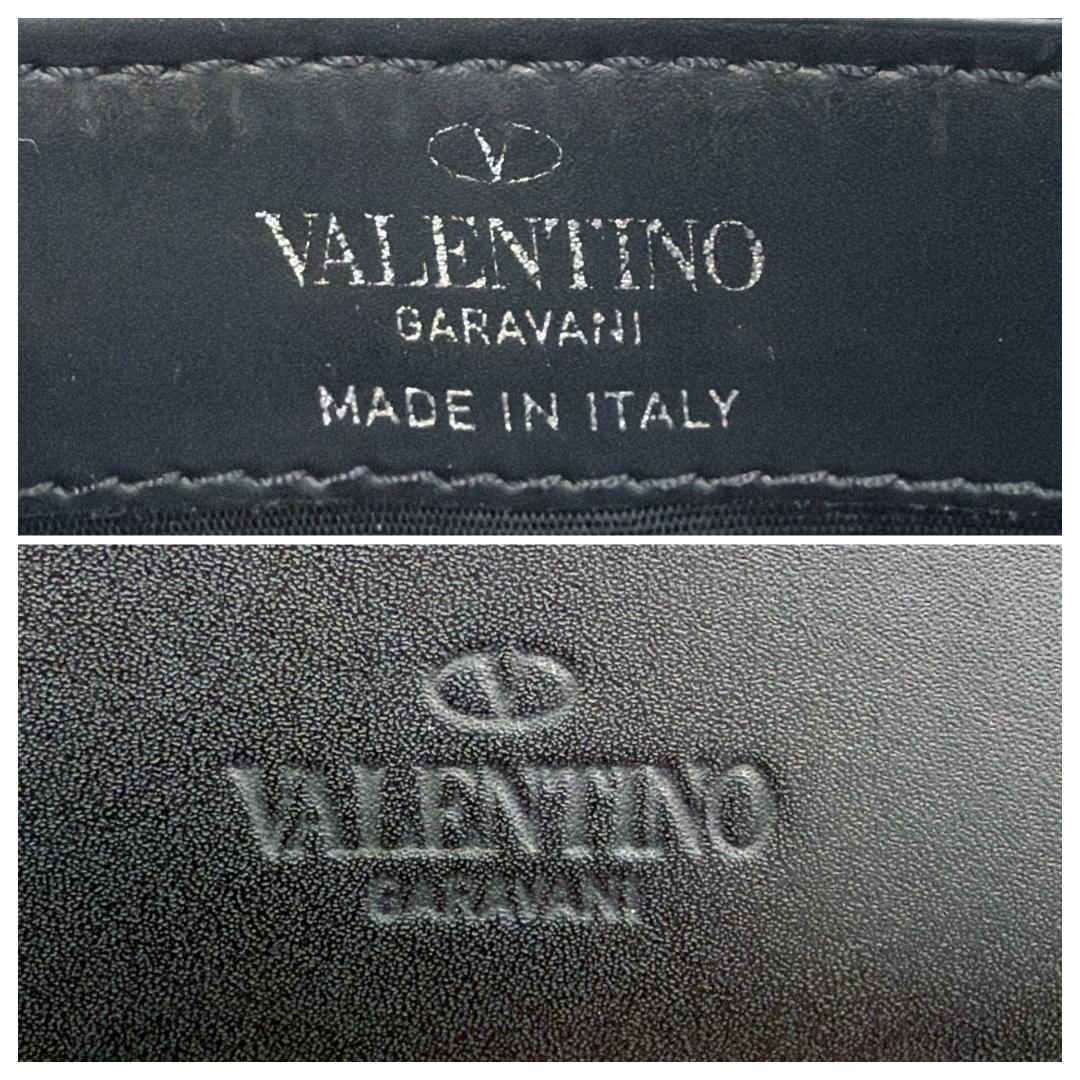 V
VALENTINO
GARAVANI
MADE IN ITALY
V
VALENTINO
GARAVANI